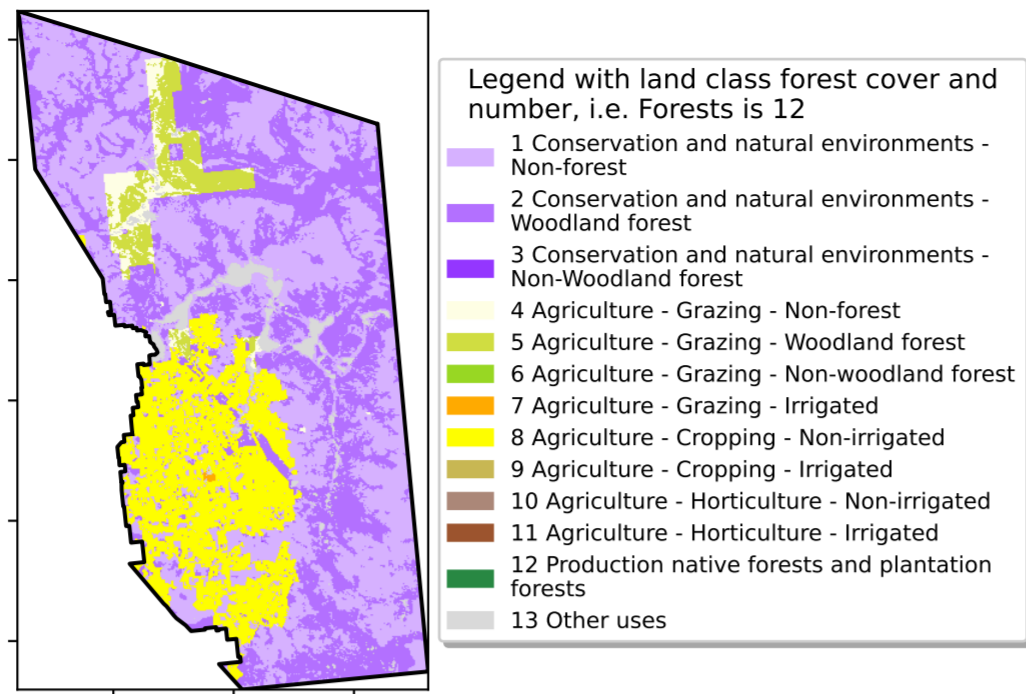 Legend with land class forest cover and
number, i.e. Forests is 12
1 Conservation and natural environments -
Non-forest
2 Conservation and natural environments -
Woodland forest
3 Conservation and natural environments -
Non-Woodland forest
4 Agriculture - Grazing - Non-forest
5 Agriculture - Grazing - Woodland forest
6 Agriculture - Grazing - Non-woodland forest
7 Agriculture - Grazing - Irrigated
8 Agriculture - Cropping - Non-irrigated
9 Agriculture - Cropping - Irrigated
10 Agriculture - Horticulture - Non-irrigated
11 Agriculture - Horticulture - Irrigated
12 Production native forests and plantation
forests
13 Other uses